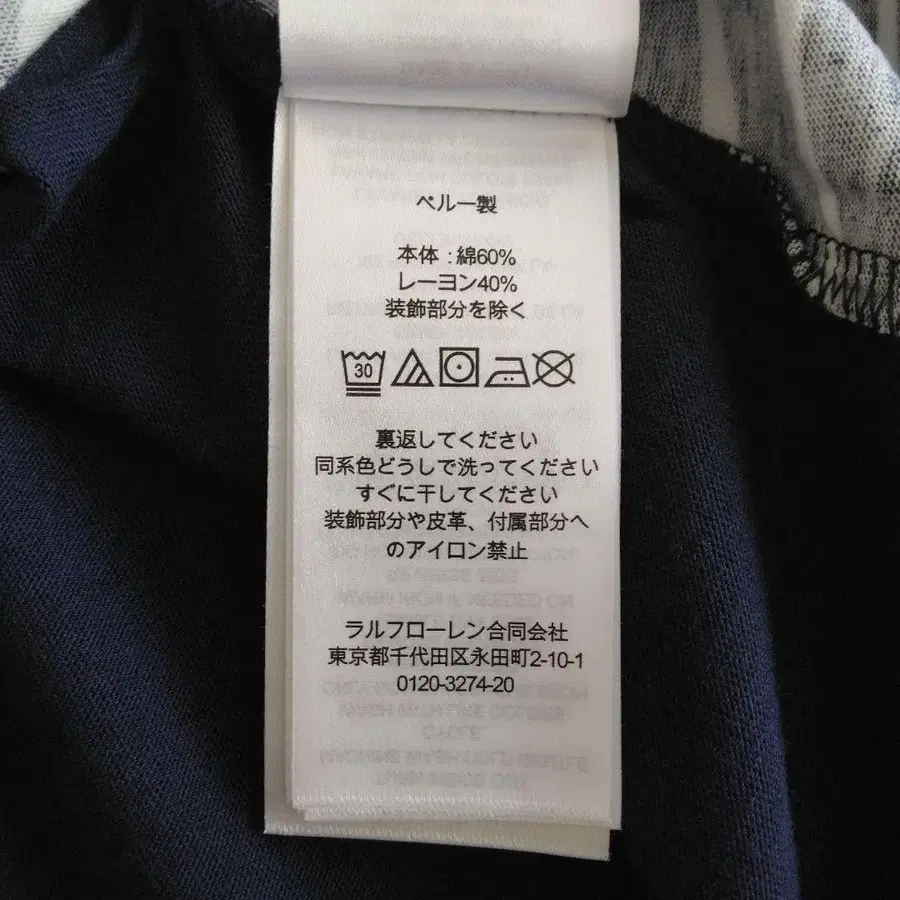 ペルー製
本体 : 綿60%
レーヨン40%
装飾部分を除く
30
裏返してください
同系色どうしで洗ってください
すぐに干してください
装飾部分や皮革、付属部分へ
のアイロン禁止
ラルフローレン合同会社
東京都千代田区永田町2-10-1
0120-3274-20